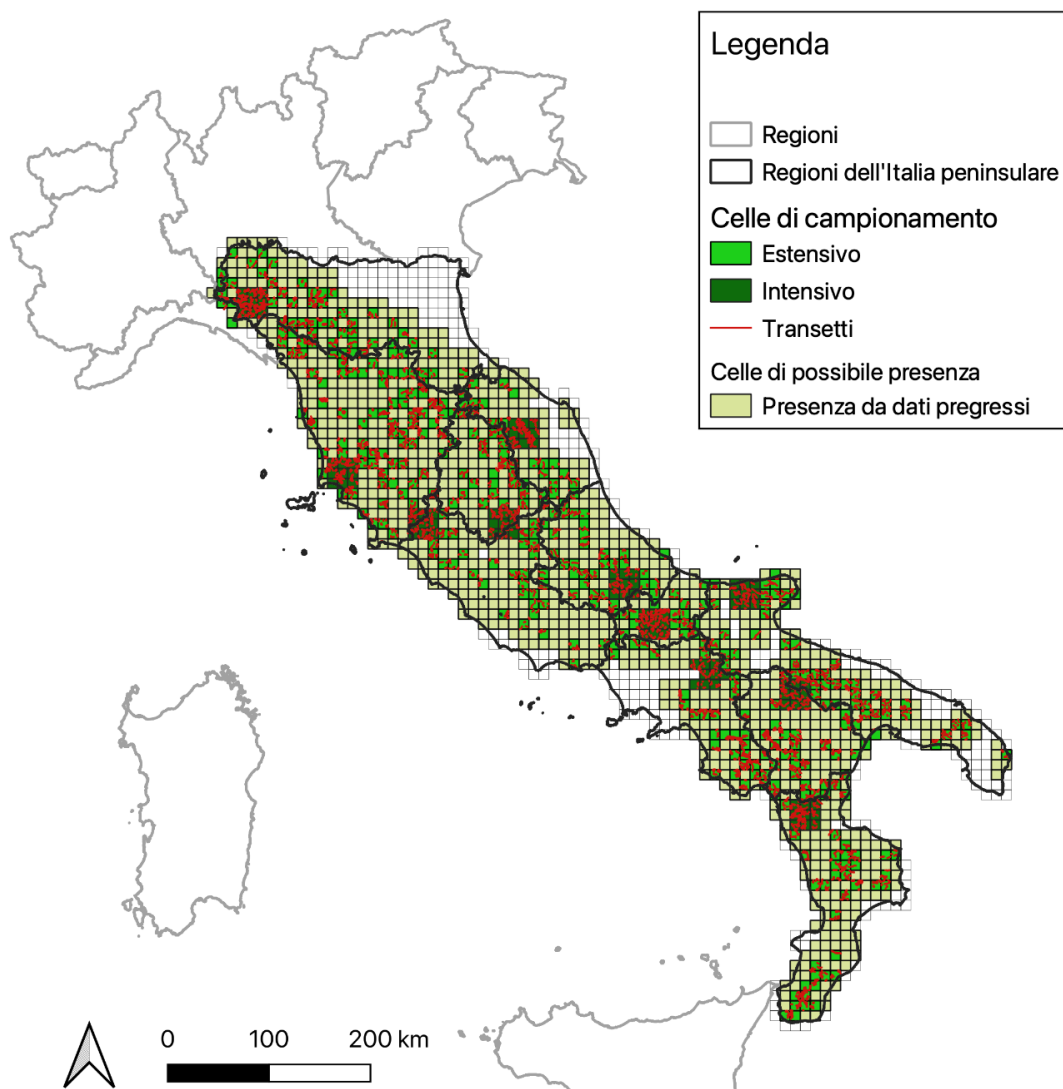 Legenda
Regioni
Regioni dell'Italia peninsulare
Celle di campionamento
Estensivo
Intensivo
Transetti
Celle di possibile presenza
Presenza da dati pregressi
0 100 200 km